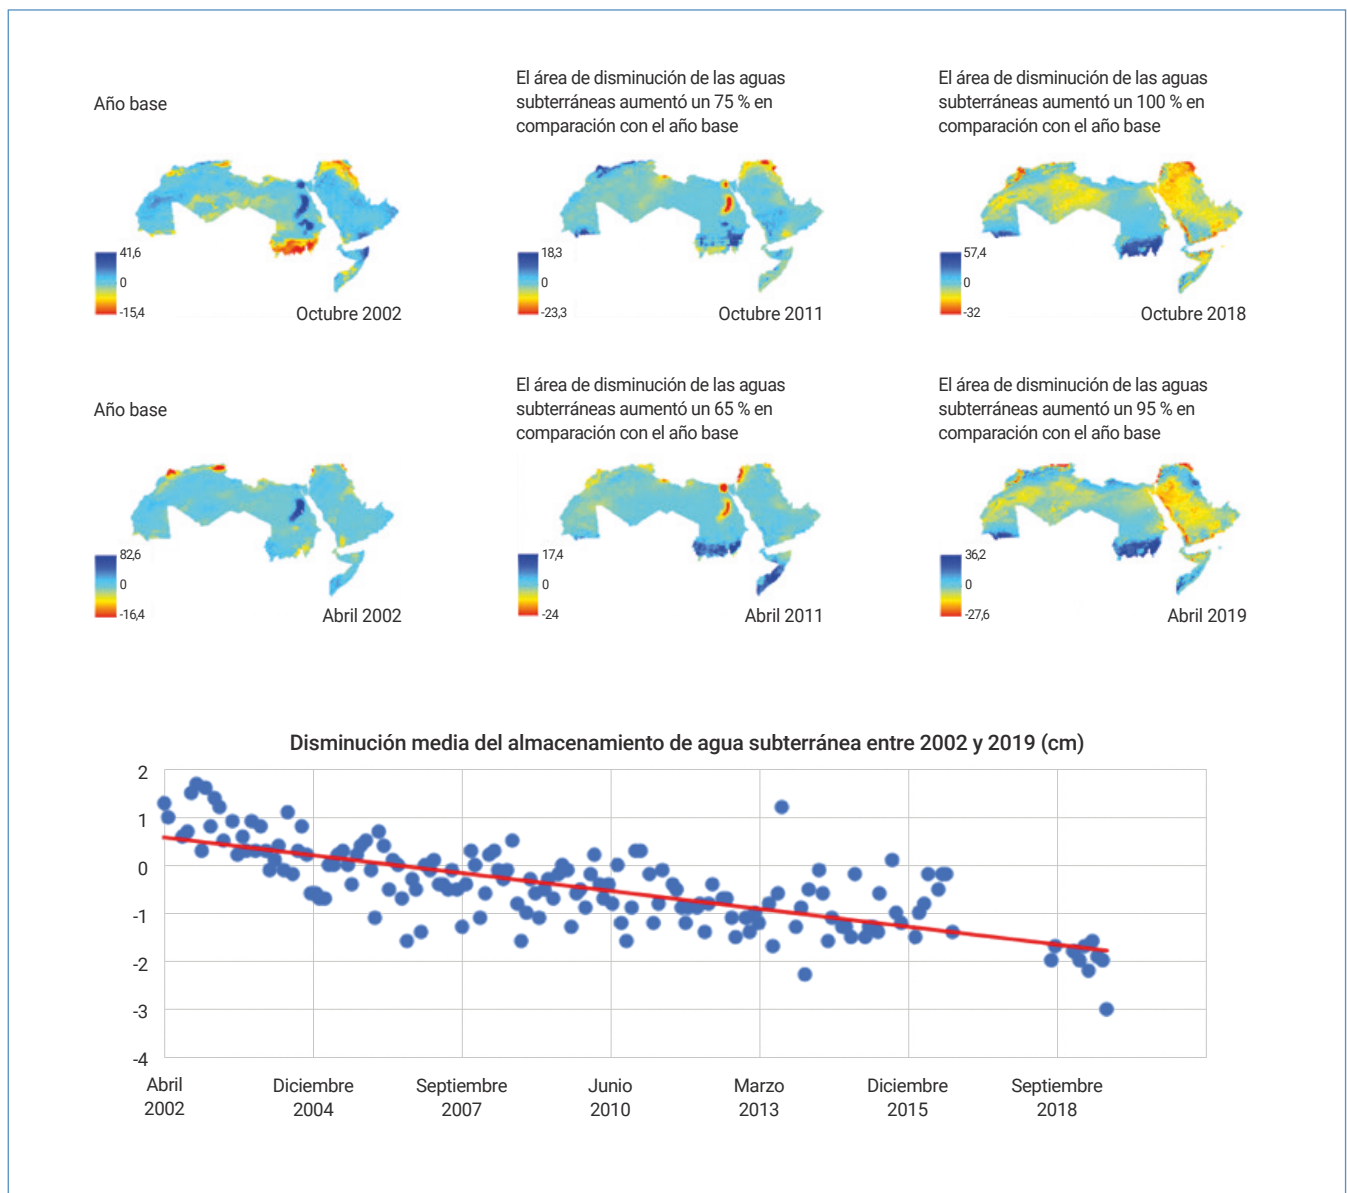 Año base
El área de disminución de las aguas
subterráneas aumentó un 75 % en
comparación con el año base
El área de disminución de las aguas
subterráneas aumentó un 100 % en
comparación con el año base
41,6
0
-15,4
Octubre 2002
18,3
0
-23,3
Octubre 2011
57,4
0
-32
Octubre 2018
Año base
El área de disminución de las aguas
subterráneas aumentó un 65 % en
comparación con el año base
El área de disminución de las aguas
subterráneas aumentó un 95 % en
comparación con el año base
82,6
0
-16,4
Abril 2002
17,4
0
-24
Abril 2011
36,2
0
-27,6
Abril 2019
Disminución media del almacenamiento de agua subterránea entre 2002 y 2019 (cm)
2
1
0
-1
-2
-3
-4
Abril
2002
Diciembre
2004
Septiembre
2007
Junio
2010
Marzo
2013
Diciembre
2015
Septiembre
2018